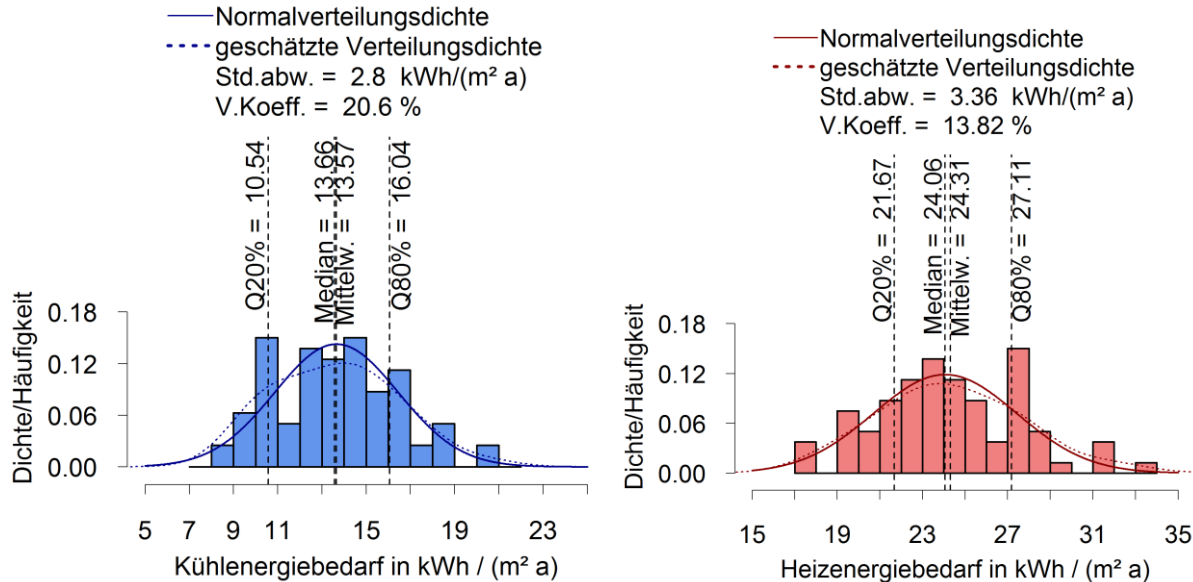 Normalverteilungsdichte
geschätzte Verteilungsdichte
Std.abw. = 2.8 kWh/(m² a)
V.Koeff. = 20.6 %
Q20% = 10.54
Median = 13.66
Mittelw. = 13.57
Q80% = 16.04
Dichte/Häufigkeit
0.18
0.12
0.06
0.00
5 7 9 11 15 19 23
Kühlenergiebedarf in kWh / (m² a)
Normalverteilungsdichte
geschätzte Verteilungsdichte
Std.abw. = 3.36 kWh/(m² a)
V.Koeff. = 13.82 %
Q20% = 21.67
Median = 24.06
Mittelw. = 24.31
Q80% = 27.11
Dichte/Häufigkeit
0.18
0.12
0.06
0.00
15 19 23 27 31 35
Heizenergiebedarf in kWh / (m² a)